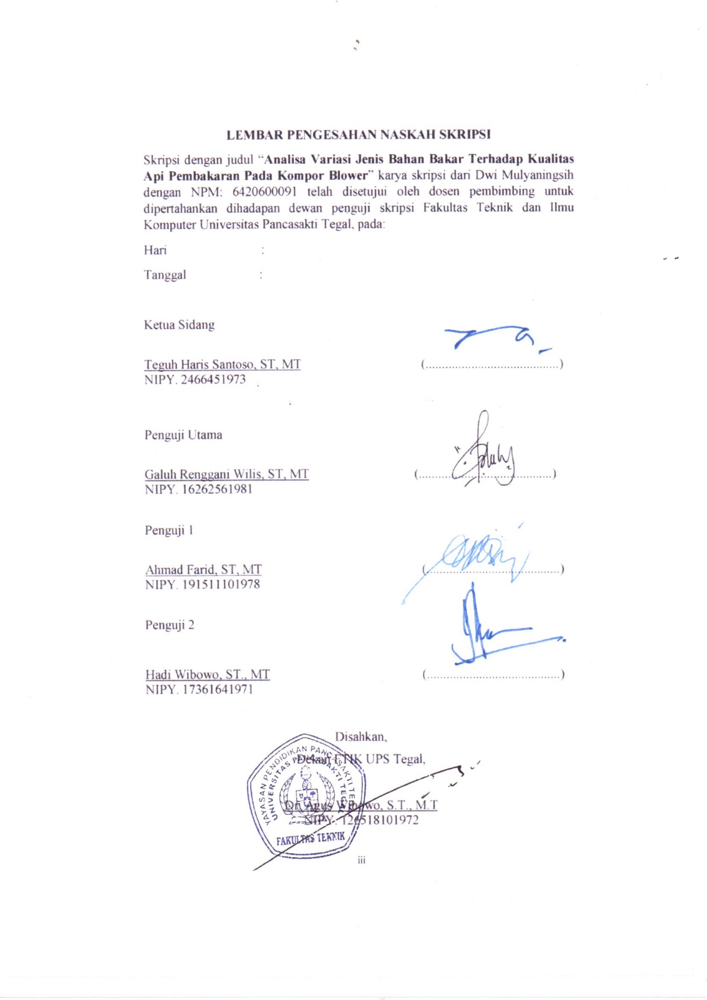 LEMBAR PENGESAHAN NASKAH SKRIPSI
Skripsi dengan judul “Analisa Variasi Jenis Bahan Bakar Terhadap Kualitas
Api Pembakaran Pada Kompor Blower” karya skripsi dari Dwi Mulyaningsih
dengan NPM: 6420600091 telah disetujui oleh dosen pembimbing untuk
dipertahankan dihadapan dewan penguji skripsi Fakultas Teknik dan Ilmu
Komputer Universitas Pancasakti Tegal, pada:
Hari :
Tanggal :
Ketua Sidang
Teguh Haris Santoso, ST, MT (.......................................)
NIPY. 2466451973
Penguji Utama
Galuh Renggani Wilis, ST, MT (.......................................)
NIPY. 16262561981
Penguji 1
Ahmad Farid, ST, MT (.......................................)
NIPY. 191511101978
Penguji 2
Hadi Wibowo, ST., MT (.......................................)
NIPY. 17361641971
Disahkan,
Dekan FTIK UPS Tegal,
YAYASAN PENDIDIKAN PANCASAKTI TEGAL
UNIVERSITAS PANCASAKTI TEGAL
FAKULTAS TEKNIK
Dr. Agus Wibowo, S.T., M.T
NIPY. 126518101972
iii